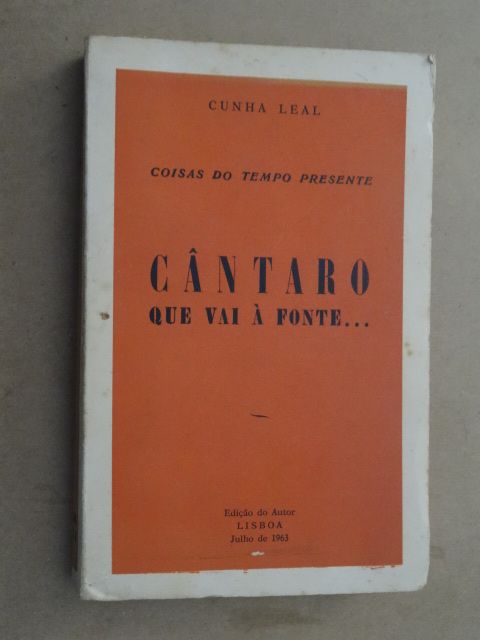 CUNHA LEAL
COISAS DO TEMPO PRESENTE
CÂNTARO
QUE VAI À FONTE...
Edição do Autor
LISBOA
Julho de 1963